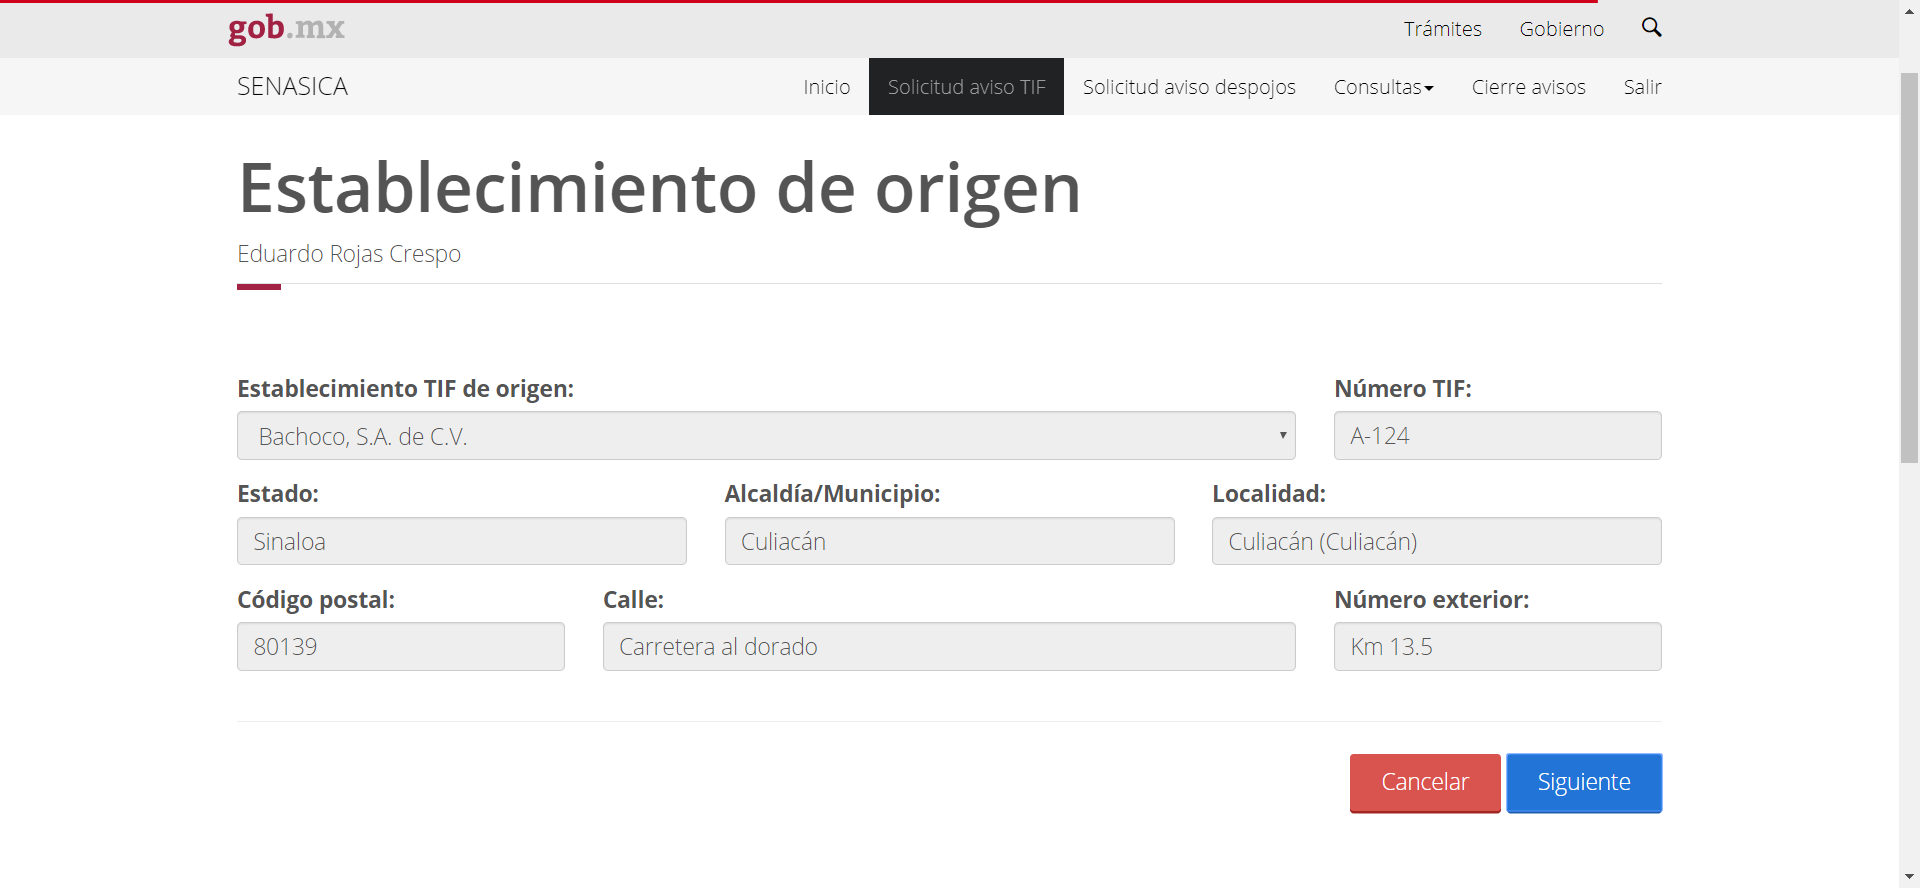 gob.mx Trámites Gobierno
SENASICA Inicio Solicitud aviso TIF Solicitud aviso despojos Consultas Cierre avisos Salir
Establecimiento de origen
Eduardo Rojas Crespo
Establecimiento TIF de origen: Número TIF:
Bachoco, S.A. de C.V. A-124
Estado: Alcaldía/Municipio: Localidad:
Sinaloa Culiacán Culiacán (Culiacán)
Código postal: Calle: Número exterior:
80139 Carretera al dorado Km 13.5
Cancelar Siguiente